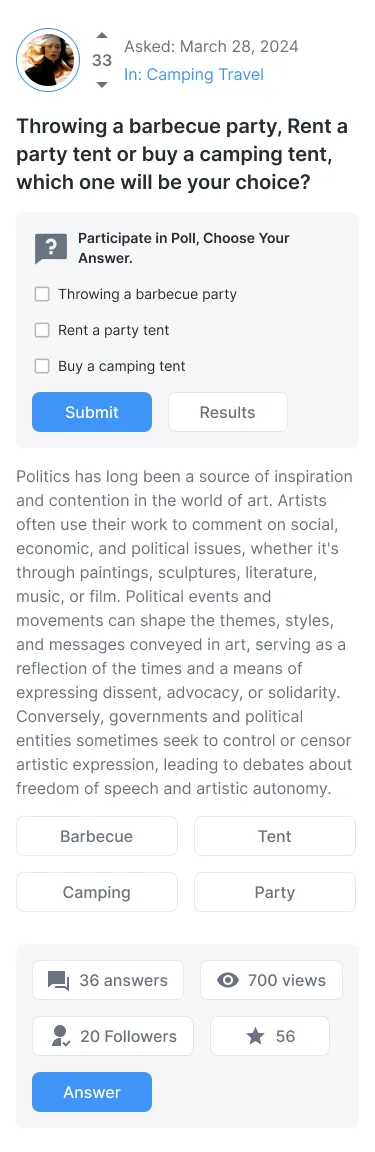 Asked: March 28, 2024
33
In: Camping Travel
Throwing a barbecue party, Rent a
party tent or buy a camping tent,
which one will be your choice?
?
Participate in Poll, Choose Your
Answer.
Throwing a barbecue party
Rent a party tent
Buy a camping tent
Submit
Results
Politics has long been a source of inspiration
and contention in the world of art. Artists
often use their work to comment on social,
economic, and political issues, whether it's
through paintings, sculptures, literature,
music, or film. Political events and
movements can shape the themes, styles,
and messages conveyed in art, serving as a
reflection of the times and a means of
expressing dissent, advocacy, or solidarity.
Conversely, governments and political
entities sometimes seek to control or censor
artistic expression, leading to debates about
freedom of speech and artistic autonomy.
Barbecue
Tent
Camping
Party
36 answers
700 views
20 Followers
56
Answer